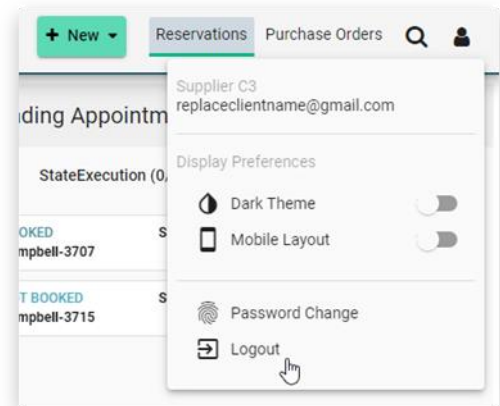 + New
Reservations
Purchase Orders
ding Appointm
StateExecution (0
OKED
S
mpbell-3707
T BOOKED
S
mpbell-3715
Supplier C3
replaceclientname@gmail.com
Display Preferences
Dark Theme
Mobile Layout
Password Change
Logout